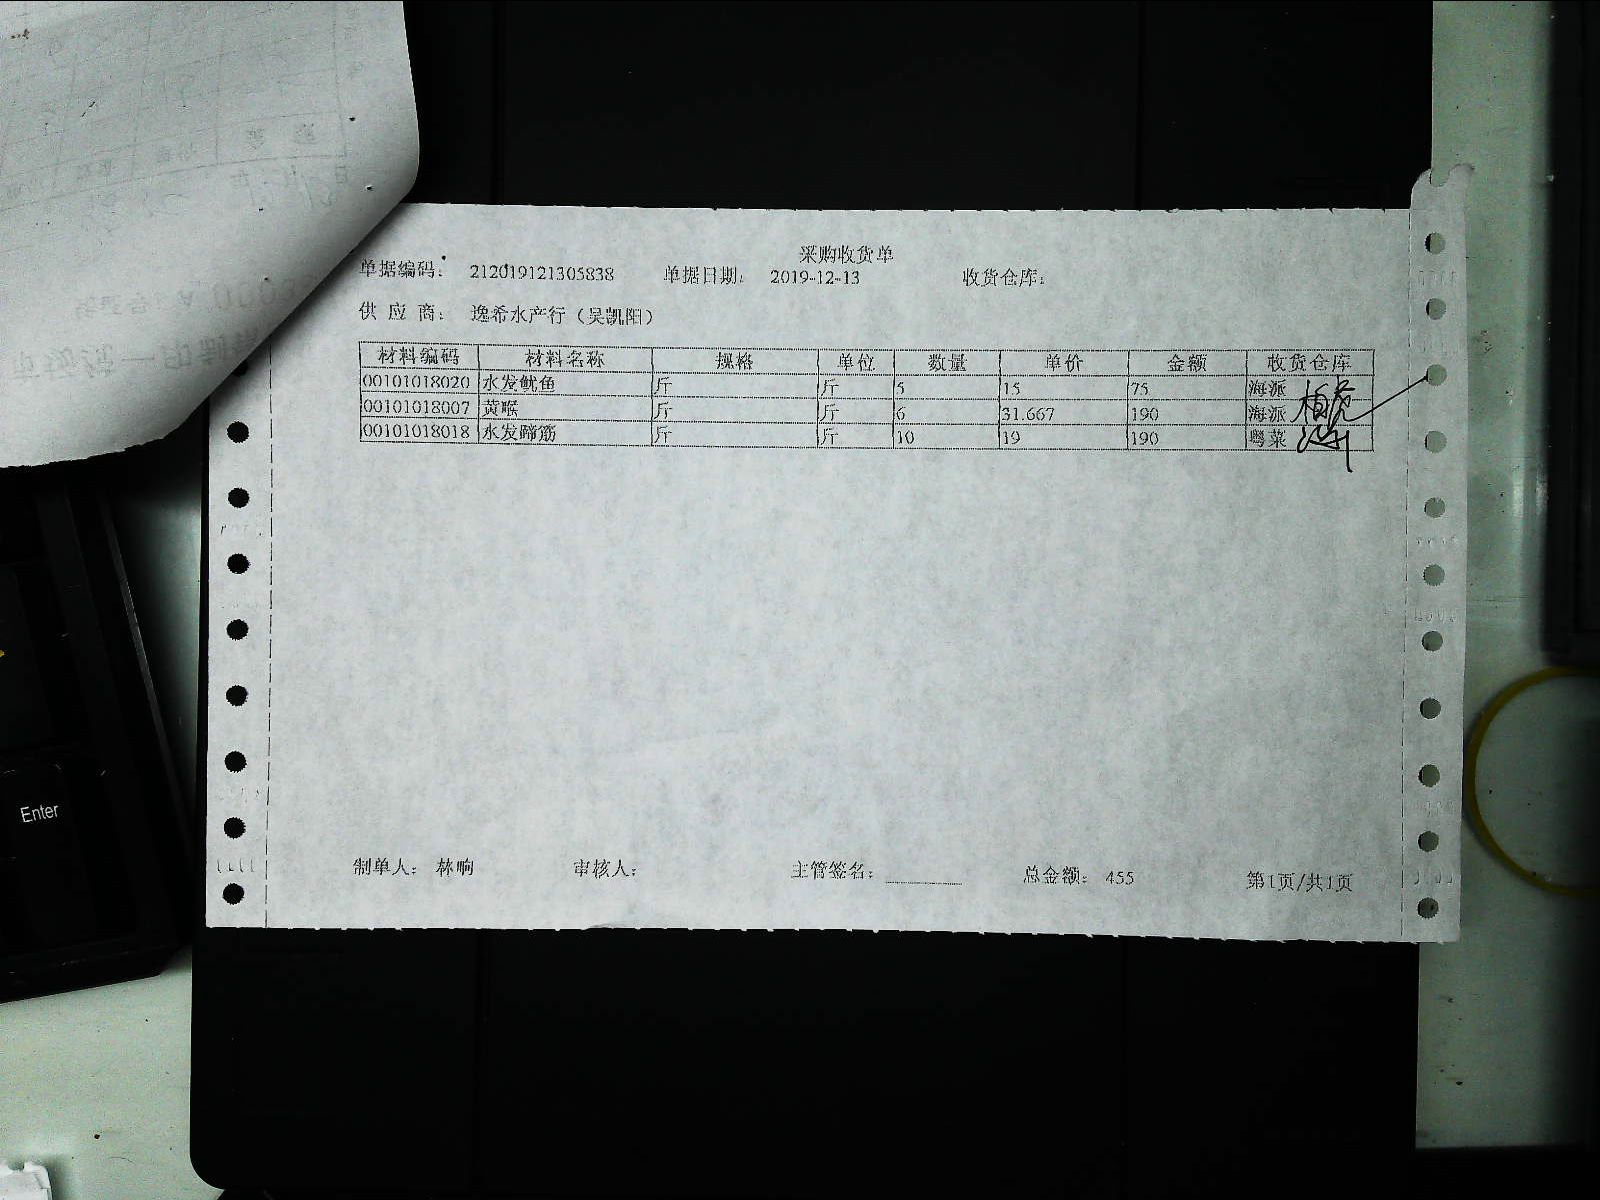 采购收货单
单据编码： 212019121305838 单据日期： 2019-12-13 收货仓库：
供 应 商： 逸希水产行（吴凯阳）
材料编码 材料名称 规格 单位 数量 单价 金额 收货仓库
00101018020 水发鱿鱼 斤 斤 5 15 75 海派
00101018007 黄喉 斤 斤 6 31.667 190 海派
00101018018 水发蹄筋 斤 斤 10 19 190 粤菜
制单人： 林响 审核人： 主管签名： 总金额： 455 第1页/共1页
Enter